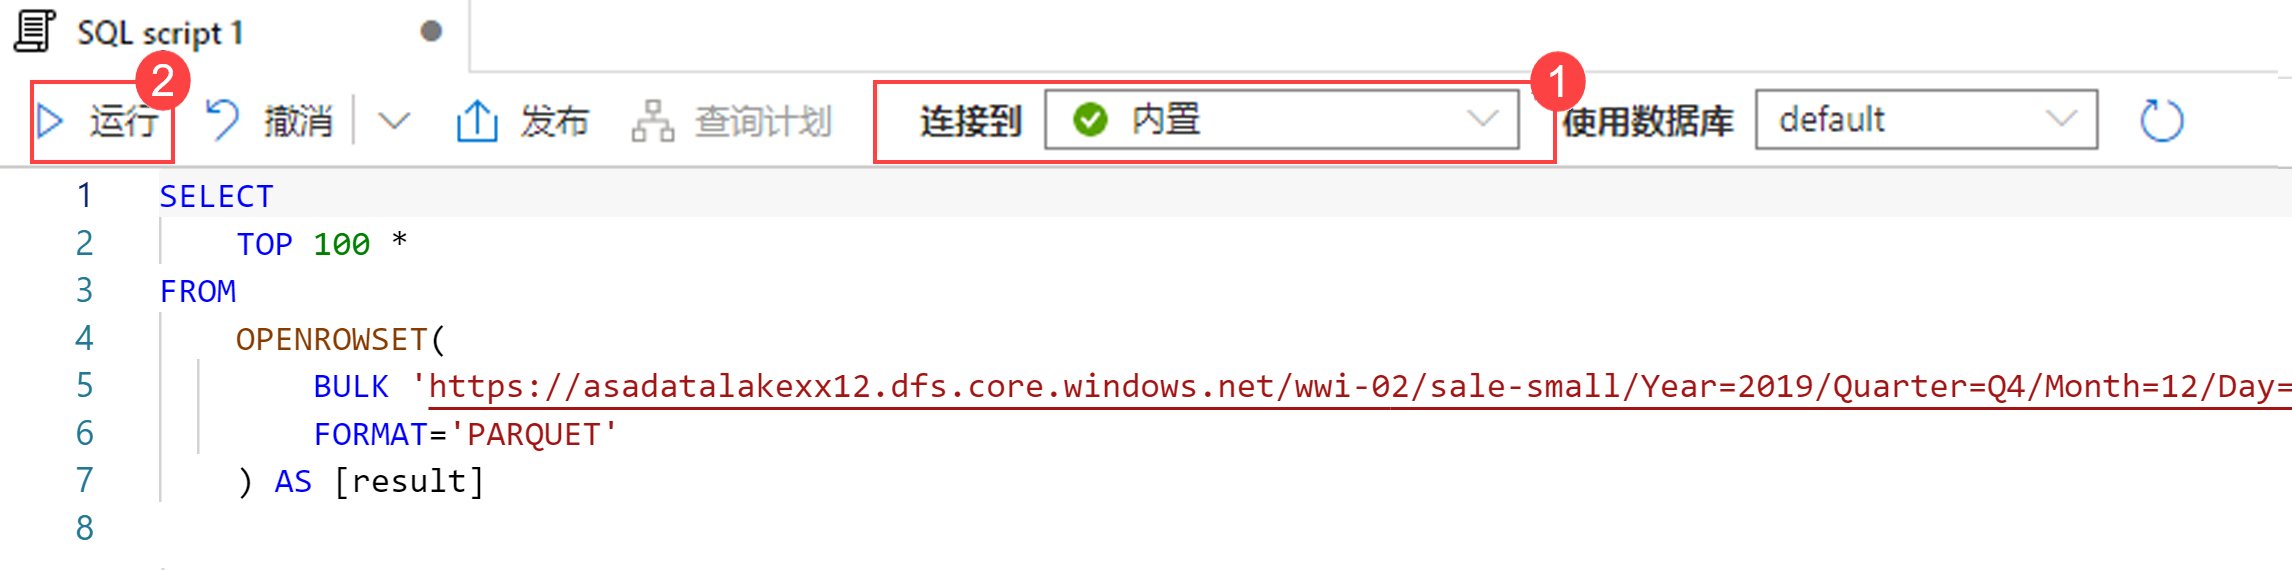 SQL script 1
2 1
运行 撤消 发布 查询计划 连接到 内置 使用数据库 default
1 SELECT
2 TOP 100 *
3 FROM
4 OPENROWSET(
5 BULK 'https://asadatalakexx12.dfs.core.windows.net/wwi-02/sale-small/Year=2019/Quarter=Q4/Month=12/Day=
6 FORMAT='PARQUET'
7 ) AS [result]
8